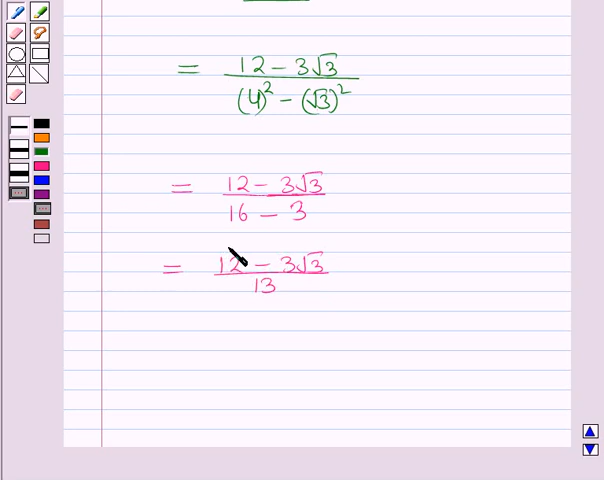 = 12 - 3√3 / (4)² - (√3)²
= 12 - 3√3 / 16 - 3
= 12 - 3√3 / 13